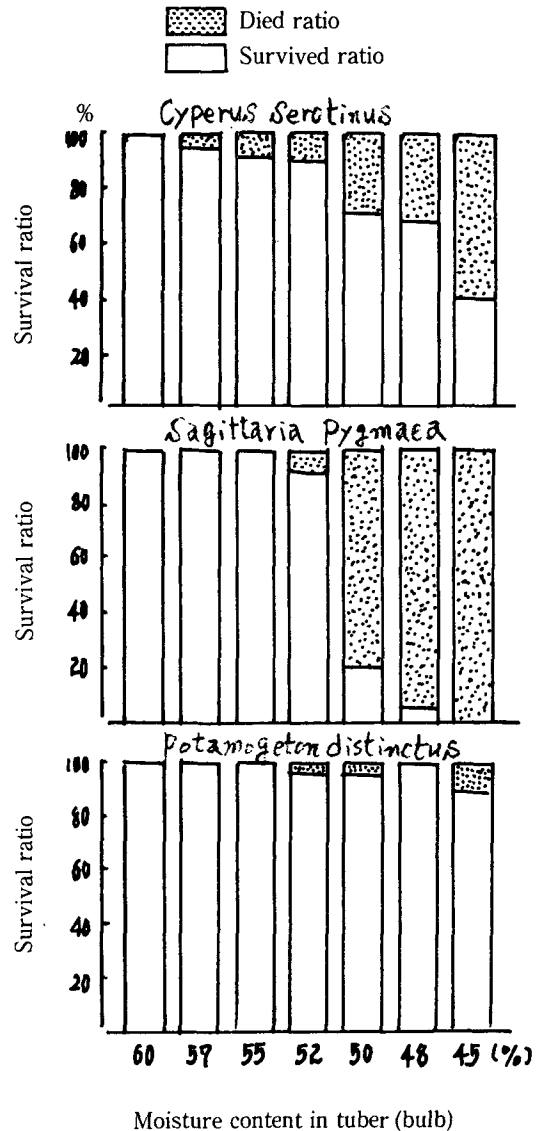 Died ratio
Survived ratio
% Cyperus Serotinus
Survival ratio
100
80
60
40
20
Sagittaria Pygmaea
Survival ratio
100
80
60
40
20
Potamogeton distinctus
Survival ratio
100
80
60
40
20
60 57 55 52 50 48 45 (%)
Moisture content in tuber (bulb)